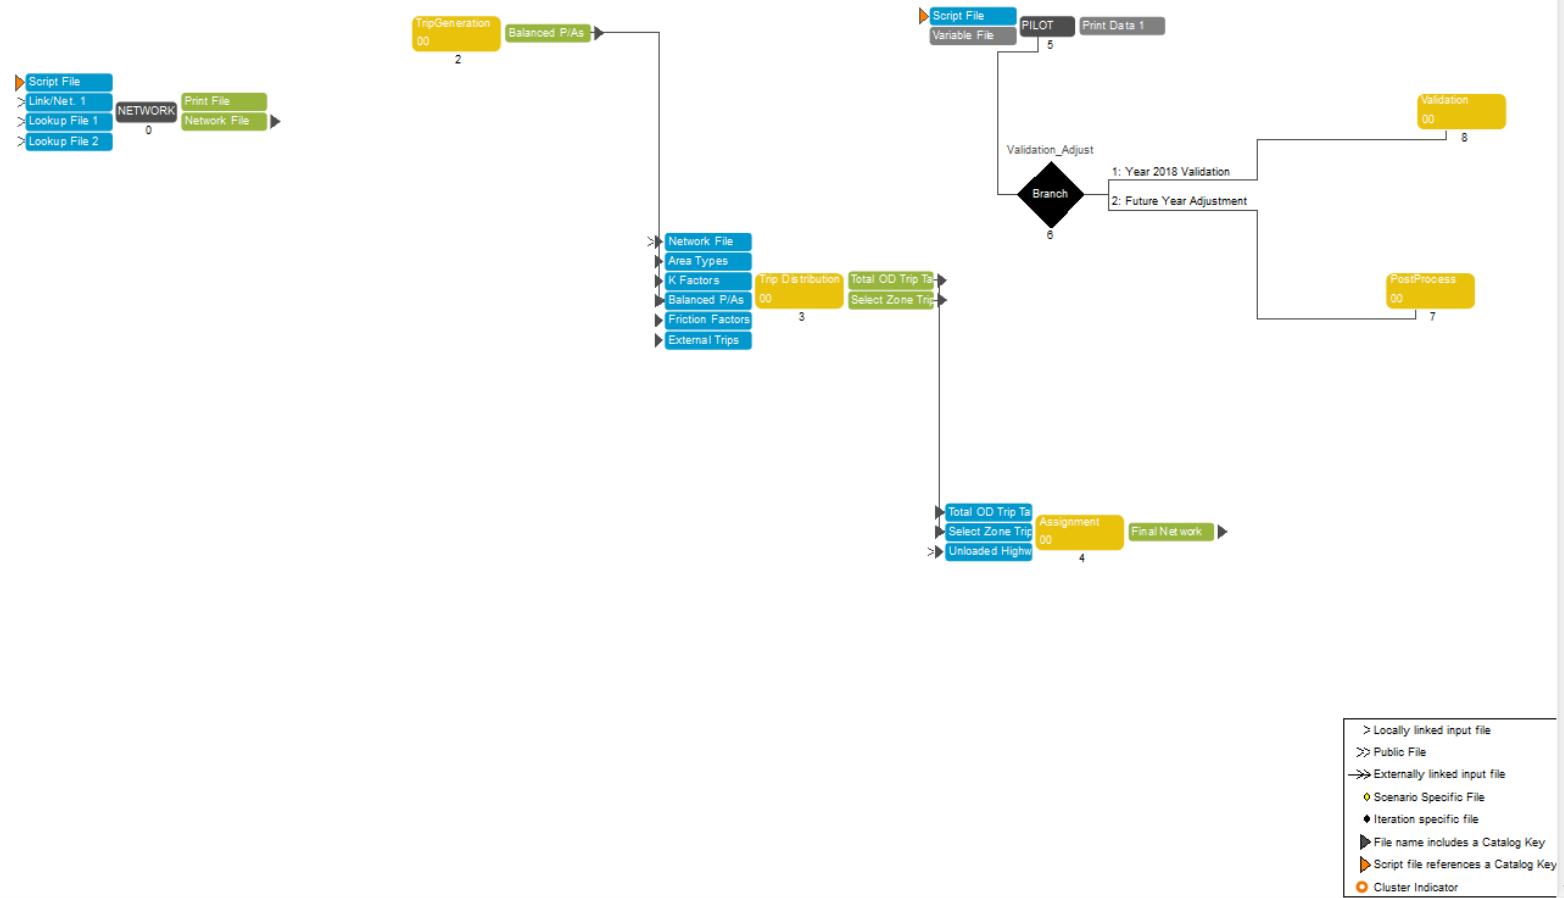 Script File
Link/Net. 1
Lookup File 1
Lookup File 2
NETWORK
0
Print File
Network File
TripGeneration
00
2
Balanced P/As
Script File
Variable File
PILOT
5
Print Data 1
Validation_Adjust
Branch
6
1: Year 2018 Validation
2: Future Year Adjustment
Validation
00
8
PostProcess
00
7
Network File
Area Types
K Factors
Balanced P/As
Friction Factors
External Trips
Trip Distribution
00
3
Total OD Trip Ta
Select Zone Trip
Total OD Trip Ta
Select Zone Trip
Unloaded Highw
Assignment
00
4
Final Network
Locally linked input file
Public File
Externally linked input file
Scenario Specific File
Iteration specific file
File name includes a Catalog Key
Script file references a Catalog Key
Cluster Indicator